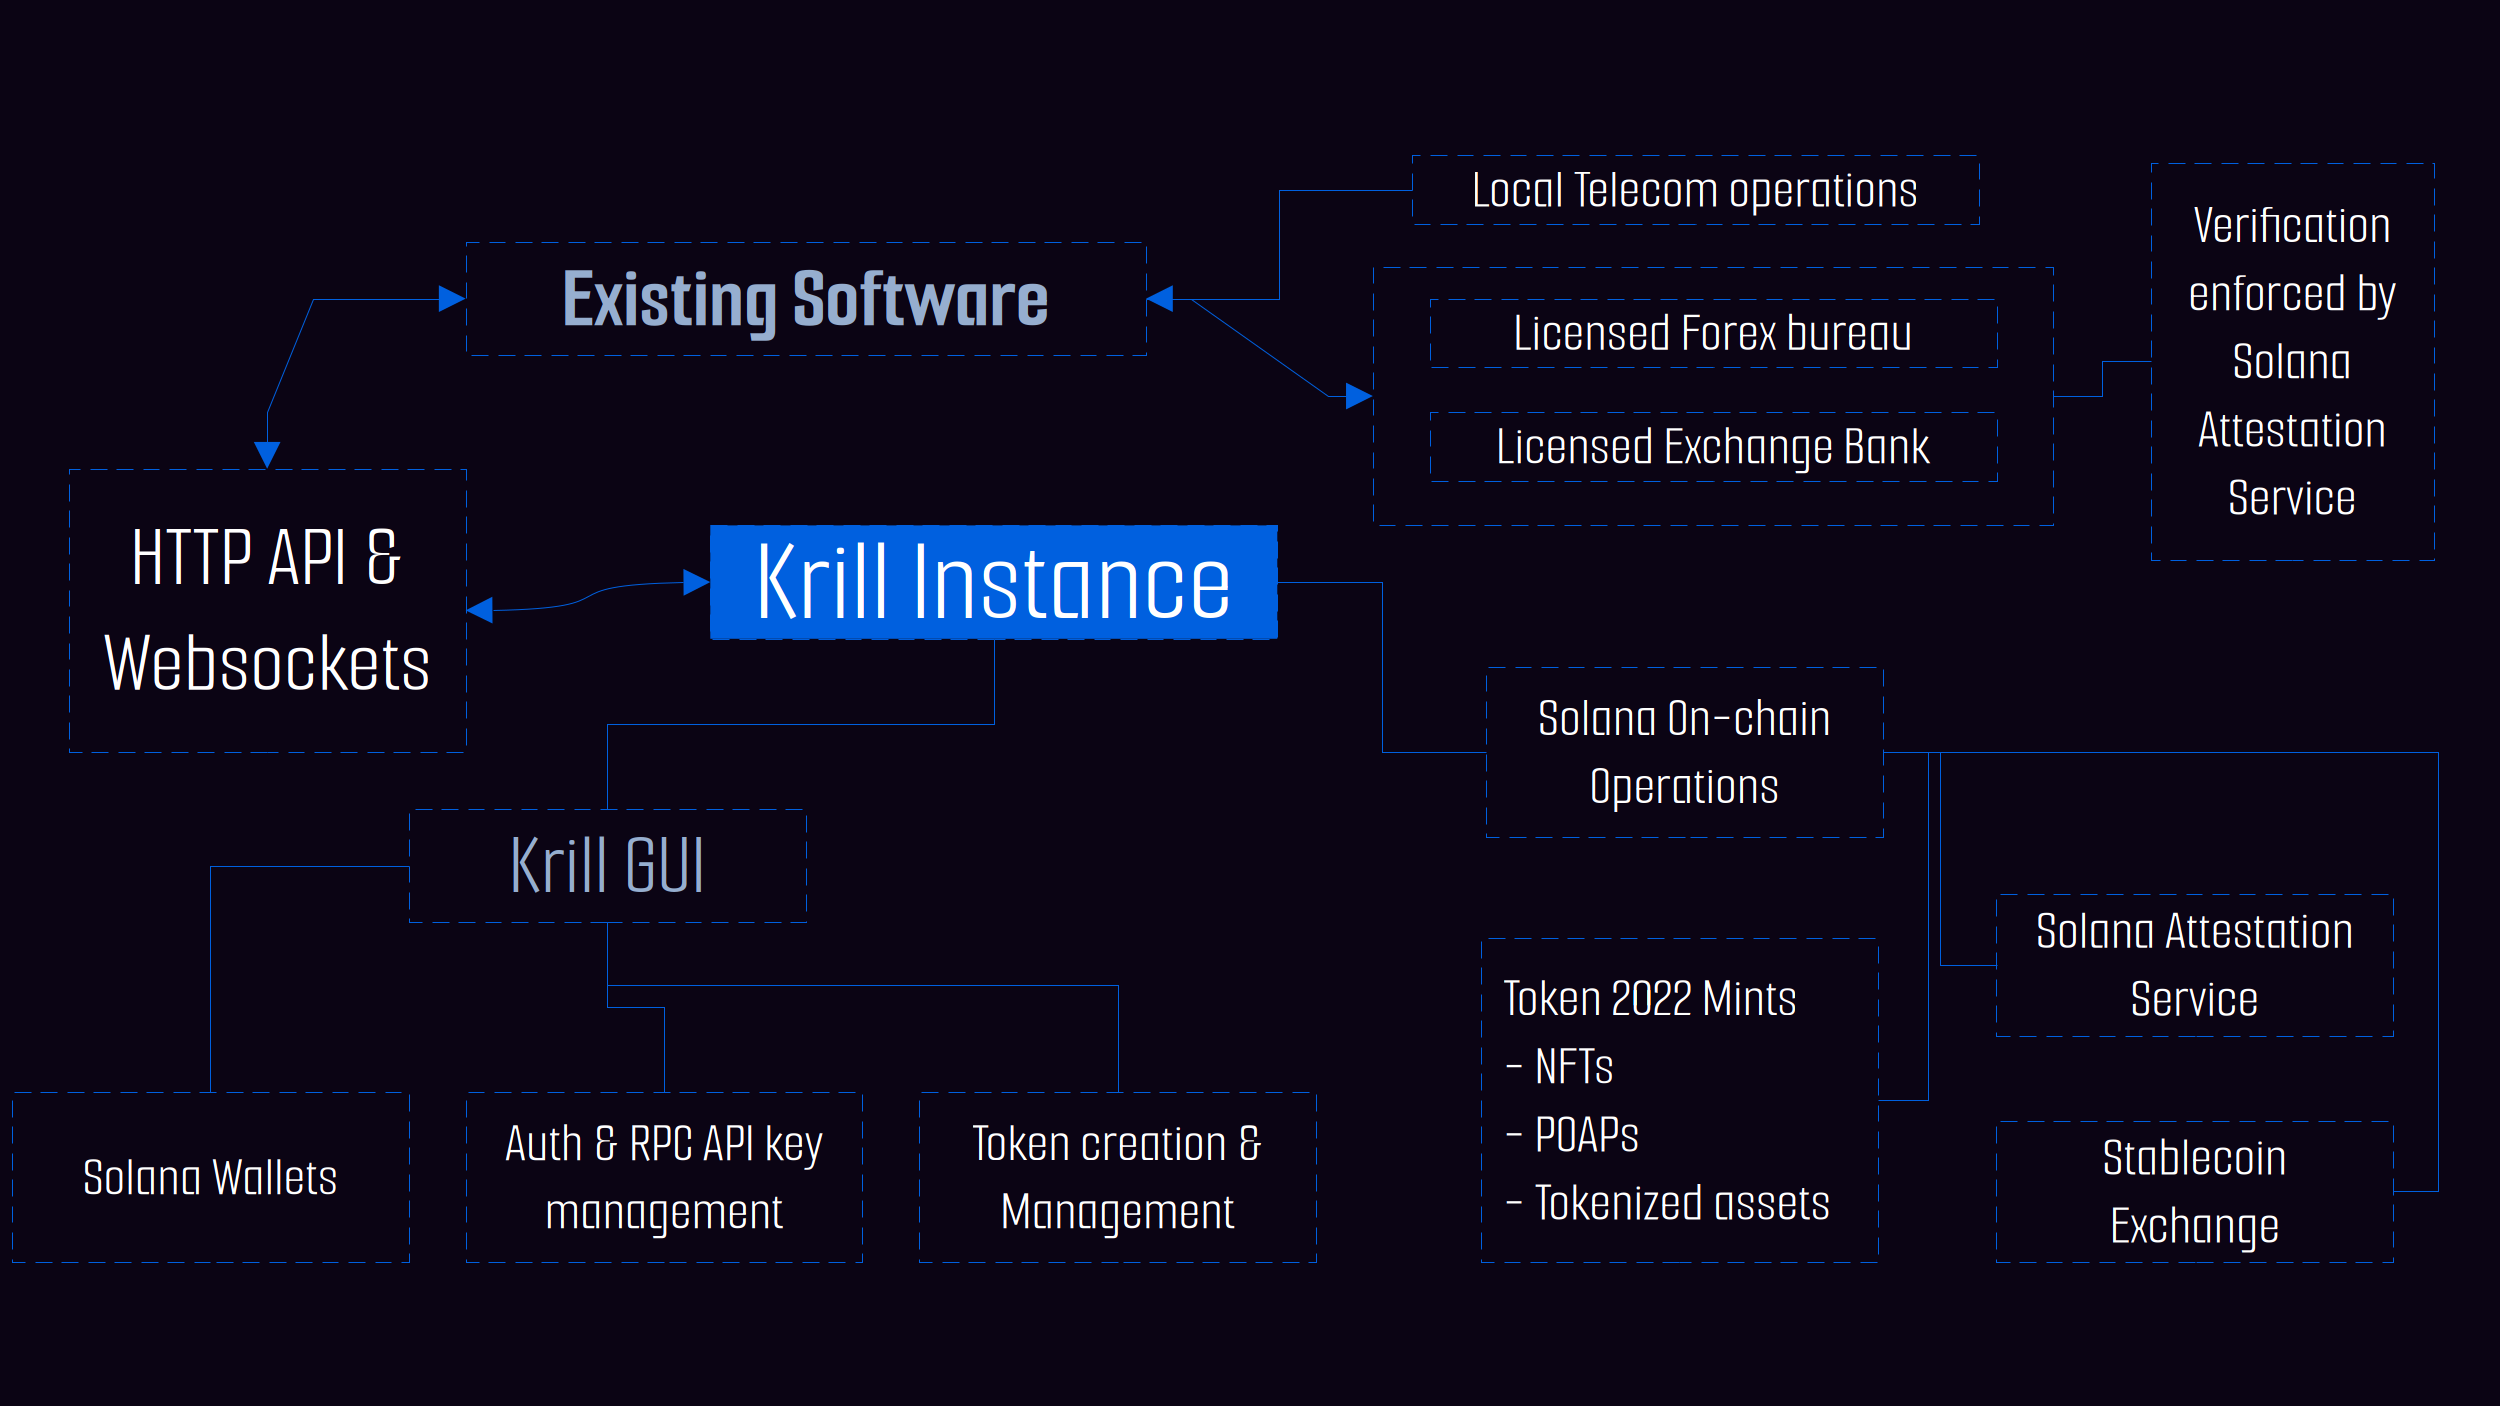 Local Telecom operations
Existing Software
Licensed Forex bureau
Licensed Exchange Bank
Verification
enforced by
Solana
Attestation
Service
HTTP API &
Websockets
Krill Instance
Solana On-chain
Operations
Krill GUI
Solana Wallets
Auth & RPC API key
management
Token creation &
Management
Token 2022 Mints
- NFTs
- POAPs
- Tokenized assets
Solana Attestation
Service
Stablecoin
Exchange